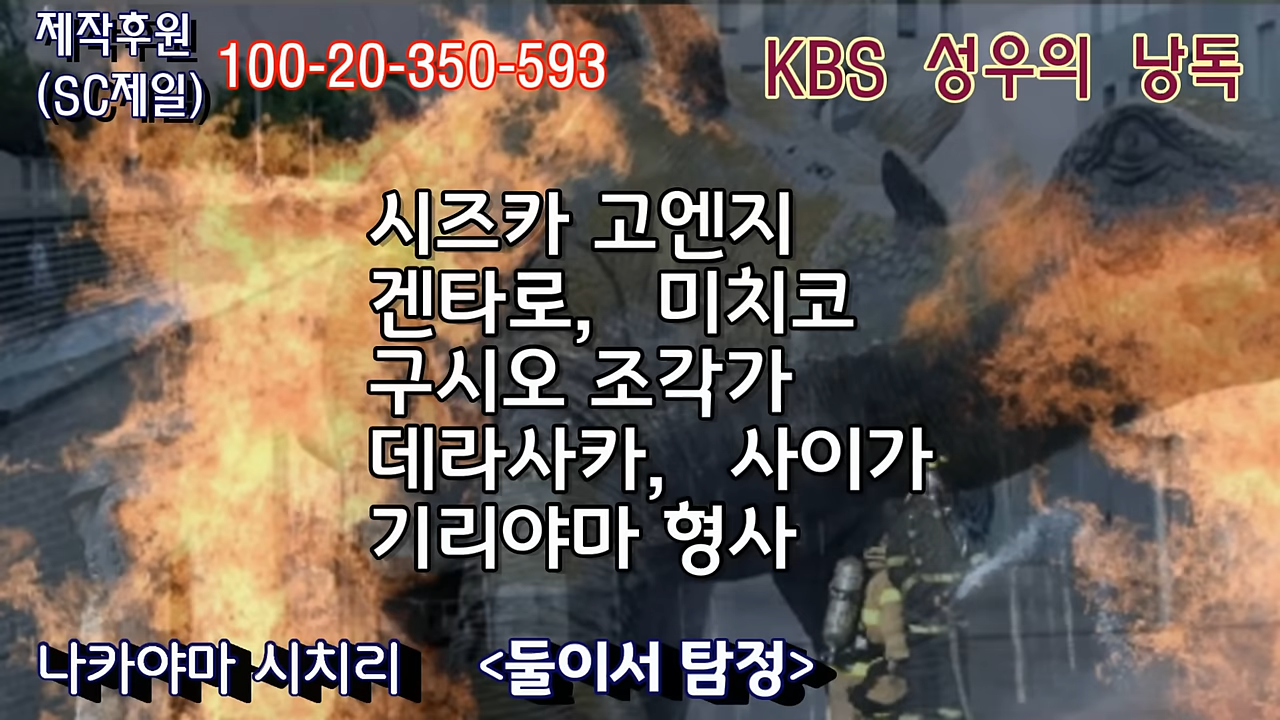 제작후원
(SC제일)
100-20-350-593
KBS 성우의 낭독
시즈카 고엔지
겐타로, 미치코
구시오 조각가
데라사카, 사이가
기리야마 형사
나카야마 시치리 <둘이서 탐정>